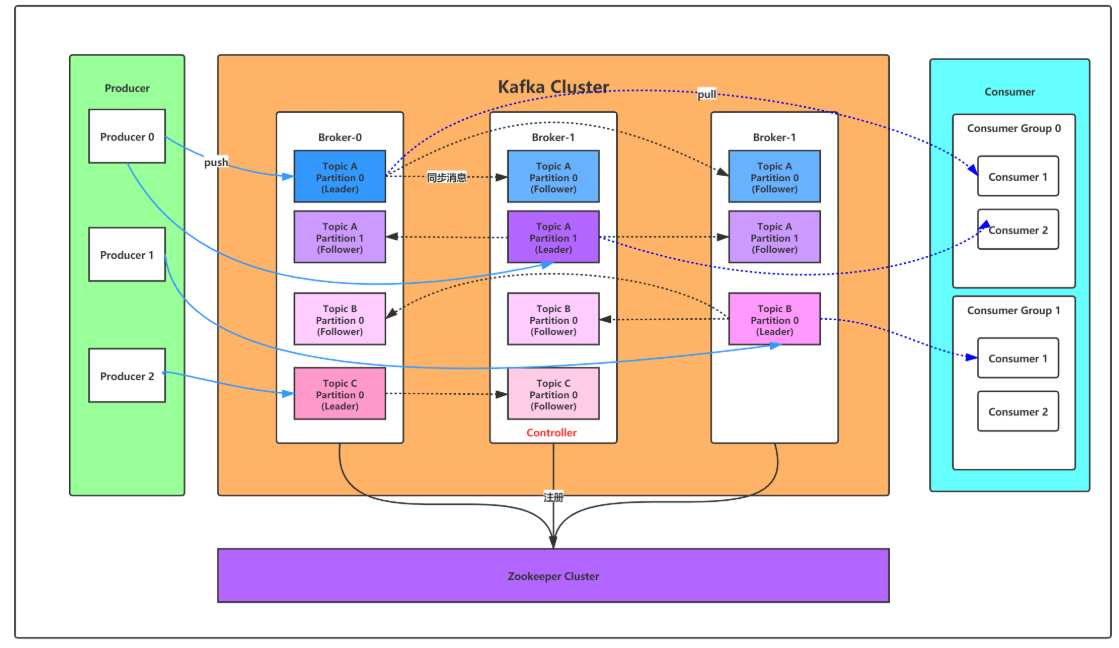 Producer
Producer 0
Producer 1
Producer 2
push
Kafka Cluster
pull
Broker-0
Topic A
Partition 0
(Leader)
Topic A
Partition 1
(Follower)
Topic B
Partition 0
(Follower)
Topic C
Partition 0
(Leader)
同步消息
Broker-1
Topic A
Partition 0
(Follower)
Topic A
Partition 1
(Leader)
Topic B
Partition 0
(Follower)
Topic C
Partition 0
(Follower)
Controller
Broker-1
Topic A
Partition 0
(Follower)
Topic A
Partition 1
(Follower)
Topic B
Partition 0
(Leader)
Consumer
Consumer Group 0
Consumer 1
Consumer 2
Consumer Group 1
Consumer 1
Consumer 2
注册
Zookeeper Cluster